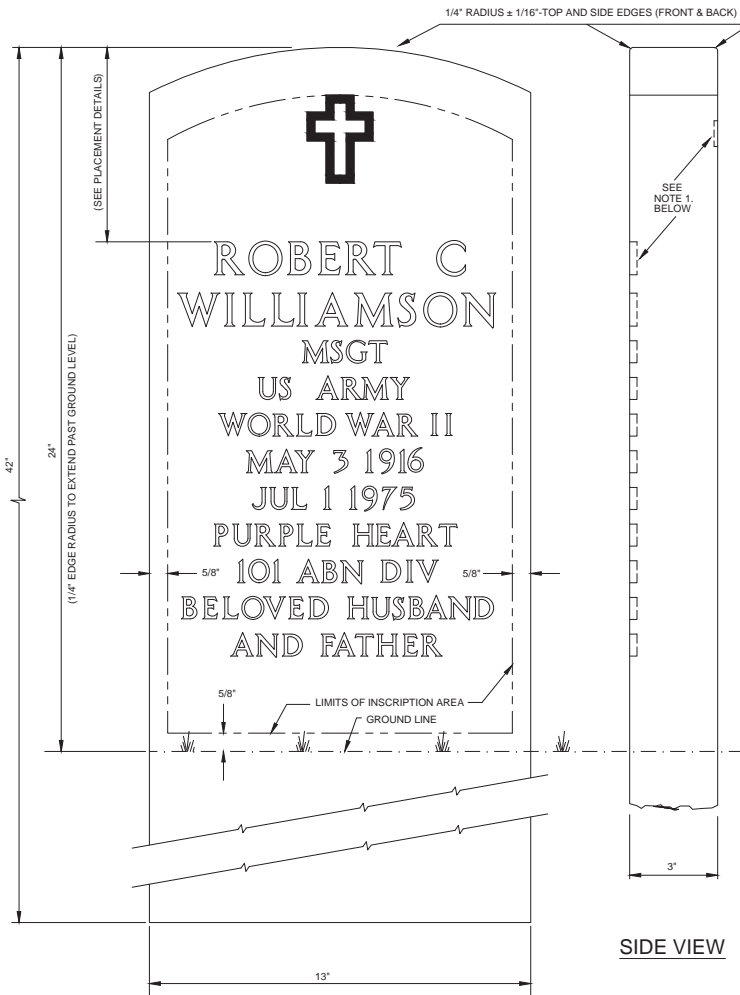 1/4" RADIUS ± 1/16"-TOP AND SIDE EDGES (FRONT & BACK)
(SEE PLACEMENT DETAILS)
SEE
NOTE 1.
BELOW
ROBERT C
WILLIAMSON
MSGT
US ARMY
WORLD WAR II
MAY 3 1916
JUL 1 1975
PURPLE HEART
101 ABN DIV
BELOVED HUSBAND
AND FATHER
42"
24"
(1/4" EDGE RADIUS TO EXTEND PAST GROUND LEVEL)
5/8"
5/8"
5/8"
LIMITS OF INSCRIPTION AREA
GROUND LINE
3"
13"
SIDE VIEW